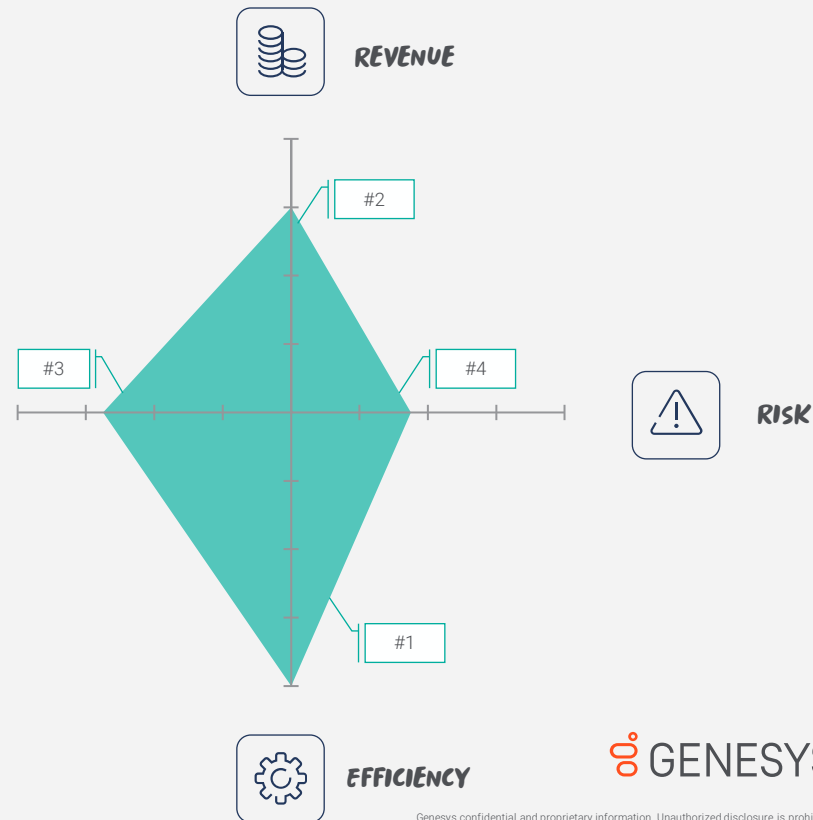 REVENUE
#2
#3
#4
RISK
#1
EFFICIENCY
GENESYS
Genesys confidential and proprietary information. Unauthorized disclosure is